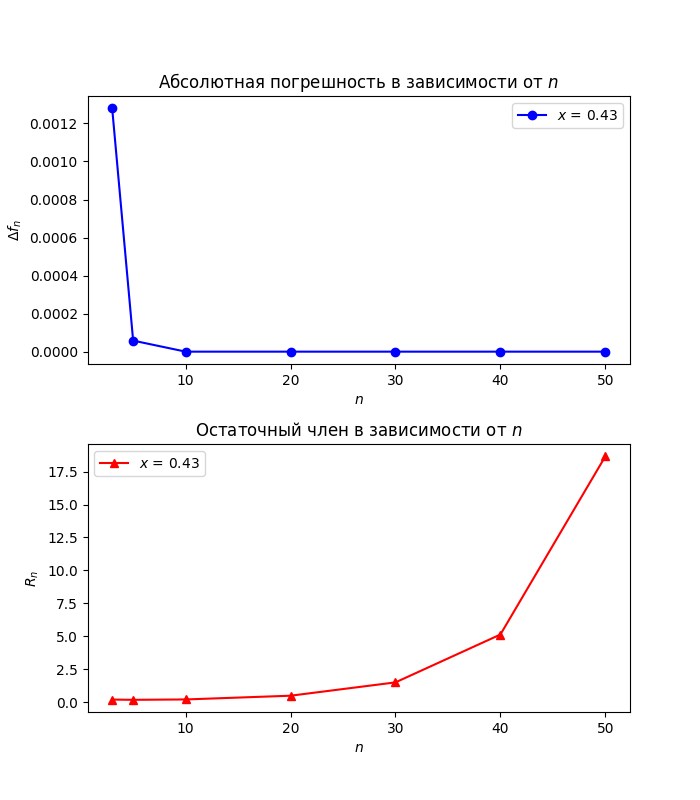 Абсолютная погрешность в зависимости от n
x = 0.43
0.0012
0.0010
0.0008
0.0006
0.0004
0.0002
0.0000
Δfₙ
10 20 30 40 50
n
Остаточный член в зависимости от n
x = 0.43
17.5
15.0
12.5
10.0
7.5
5.0
2.5
0.0
Rₙ
10 20 30 40 50
n